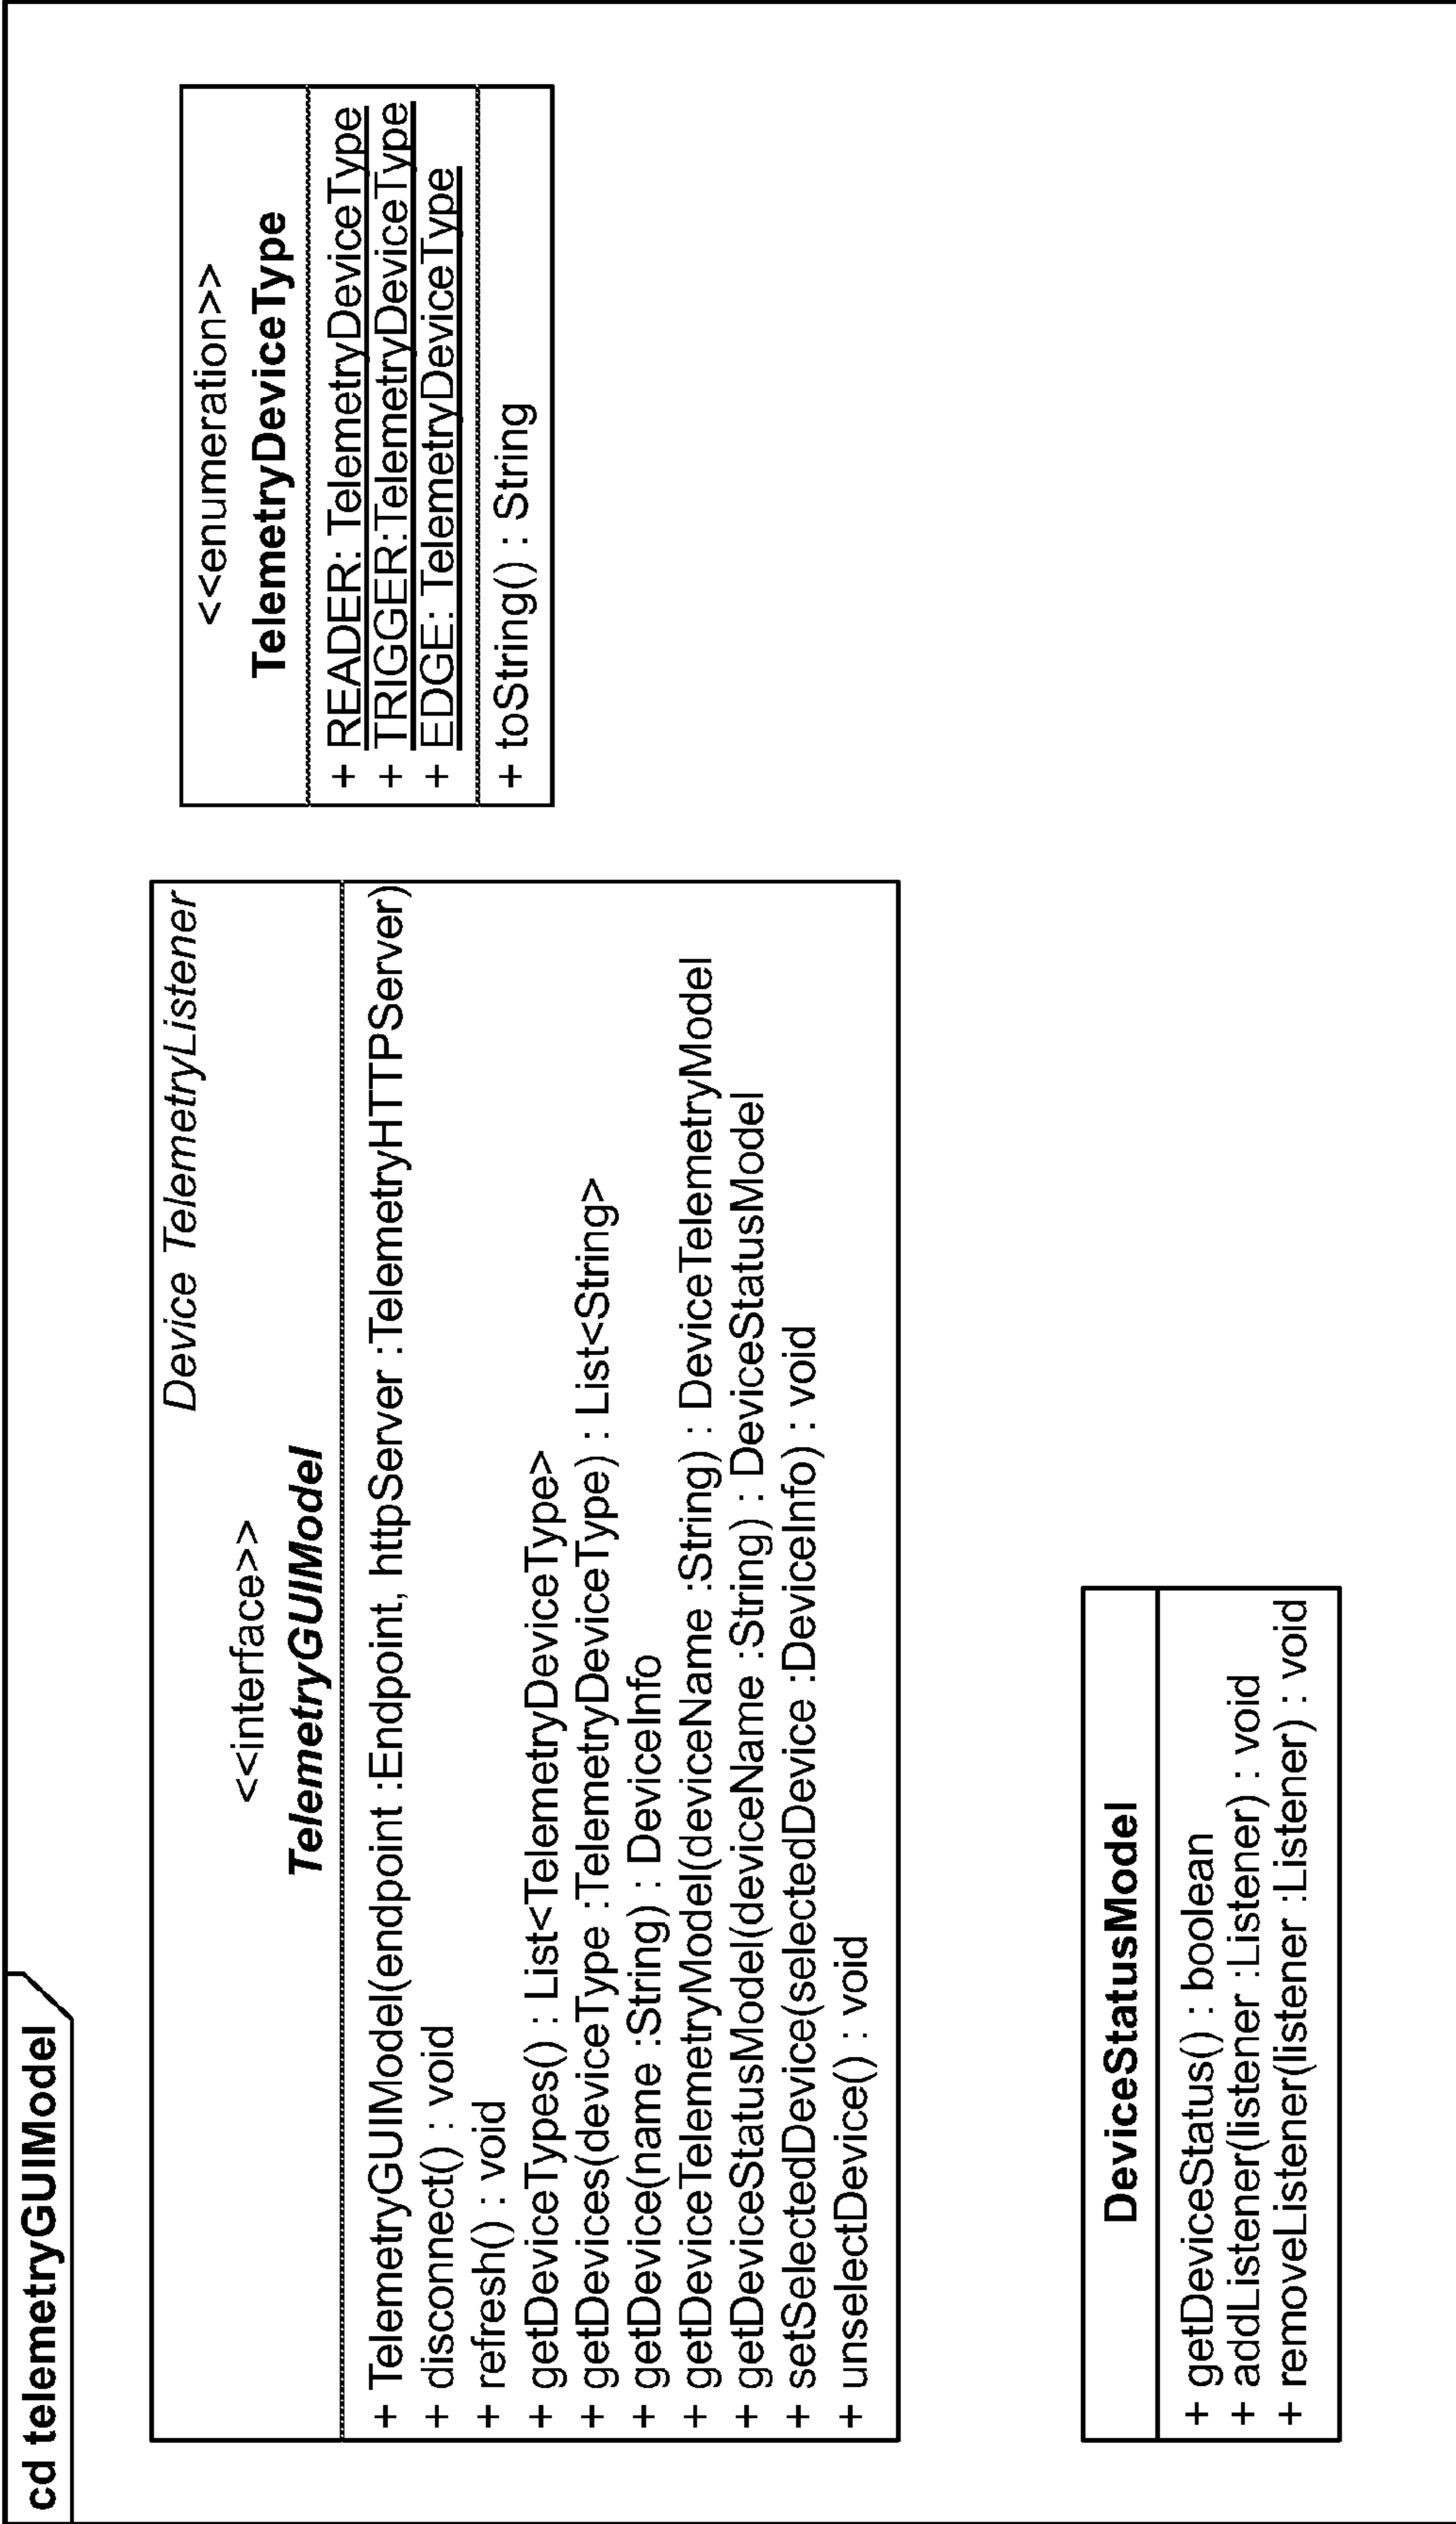 cd telemetryGUIModel
Device TelemetryListener
<<interface>>
TelemetryGUIModel
+ TelemetryGUIModel(endpoint :Endpoint, httpServer :TelemetryHTTPServer)
+ disconnect() : void
+ refresh() : void
+ getDeviceTypes() : List<TelemetryDeviceType>
+ getDevices(deviceType :TelemetryDeviceType) : List<String>
+ getDevice(name :String) : DeviceInfo
+ getDeviceTelemetryModel(deviceName :String) : DeviceTelemetryModel
+ getDeviceStatusModel(deviceName :String) : DeviceStatusModel
+ setSelectedDevice(selectedDevice :DeviceInfo) : void
+ unselectDevice() : void
<<enumeration>>
TelemetryDeviceType
+ READER: TelemetryDeviceType
+ TRIGGER:TelemetryDeviceType
+ EDGE: TelemetryDeviceType
+ toString() : String
DeviceStatusModel
+ getDeviceStatus() : boolean
+ addListener(listener :Listener) : void
+ removeListener(listener :Listener) : void